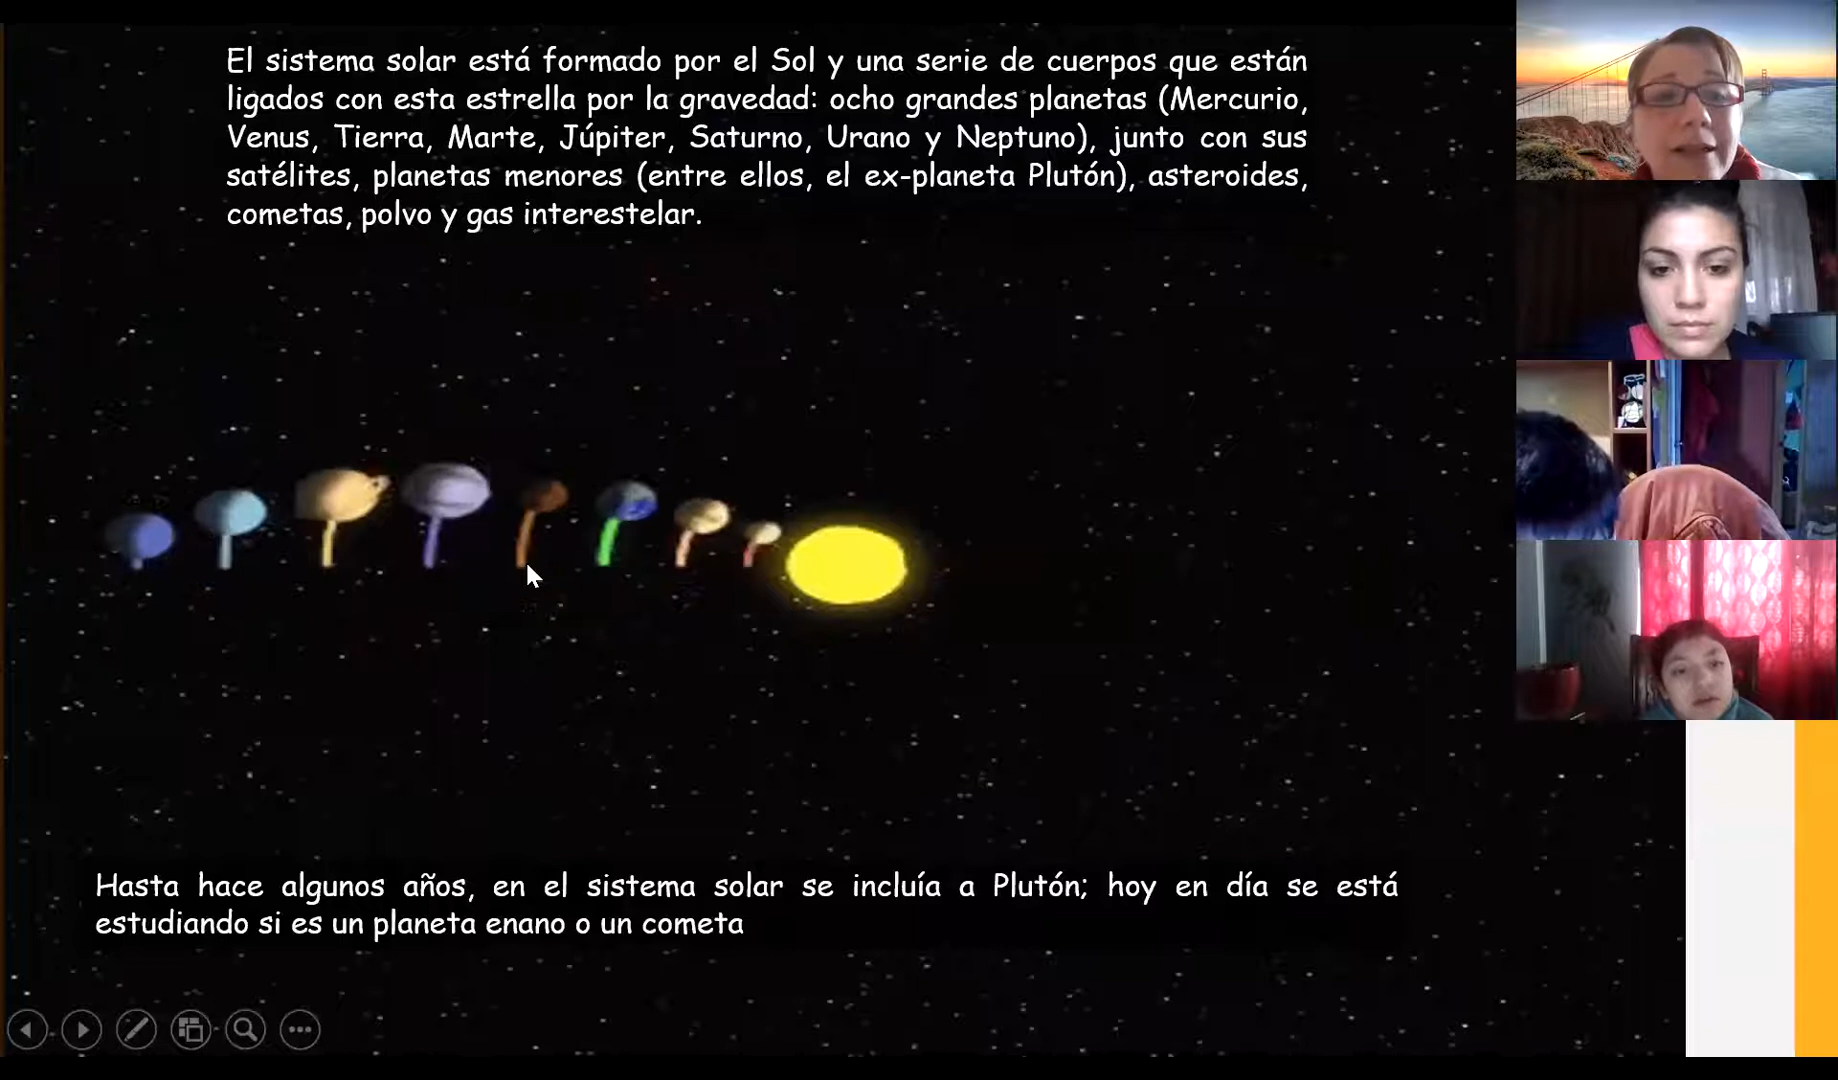 El sistema solar está formado por el Sol y una serie de cuerpos que están
ligados con esta estrella por la gravedad: ocho grandes planetas (Mercurio,
Venus, Tierra, Marte, Júpiter, Saturno, Urano y Neptuno), junto con sus
satélites, planetas menores (entre ellos, el ex-planeta Plutón), asteroides,
cometas, polvo y gas interestelar.
Hasta hace algunos años, en el sistema solar se incluía a Plutón; hoy en día se está
estudiando si es un planeta enano o un cometa